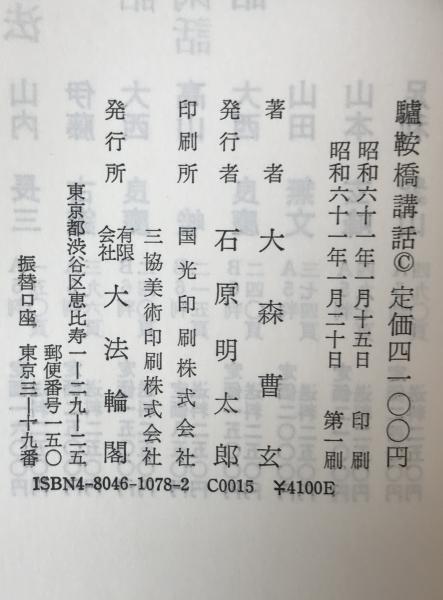 驢鞍橋講話© 定価四一〇〇円
昭和六十一年一月十五日 印刷
昭和六十一年一月二十日 第一刷
著者 大森曹玄
発行者 石原明太郎
印刷所 国光印刷株式会社
三協美術印刷株式会社
発行所 有限会社 大法輪閣
東京都渋谷区恵比寿一―二九―二五
郵便番号一五〇
振替口座 東京三―十九番
ISBN4-8046-1078-2 C0015 ¥4100E